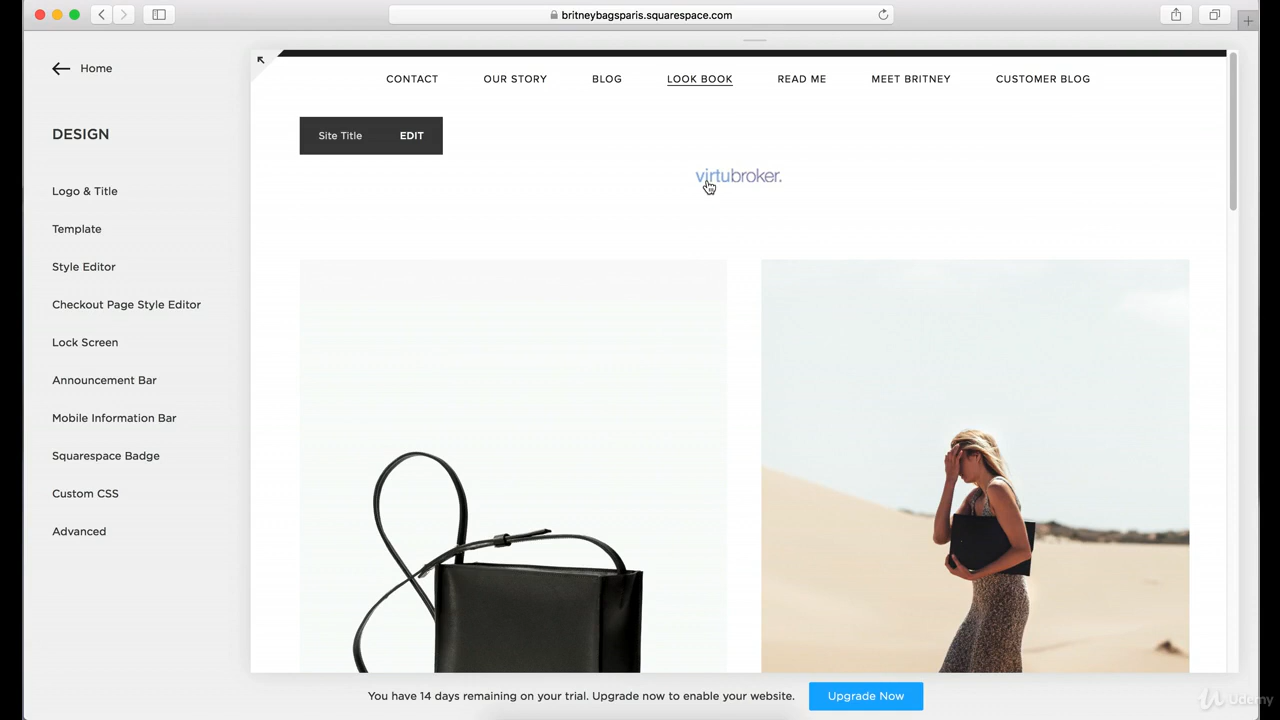 britneybagsparis.squarespace.com
Home
DESIGN
Logo & Title
Template
Style Editor
Checkout Page Style Editor
Lock Screen
Announcement Bar
Mobile Information Bar
Squarespace Badge
Custom CSS
Advanced
CONTACT OUR STORY BLOG LOOK BOOK READ ME MEET BRITNEY CUSTOMER BLOG
Site Title EDIT
virtubroker.
You have 14 days remaining on your trial. Upgrade now to enable your website. Upgrade Now
Udemy